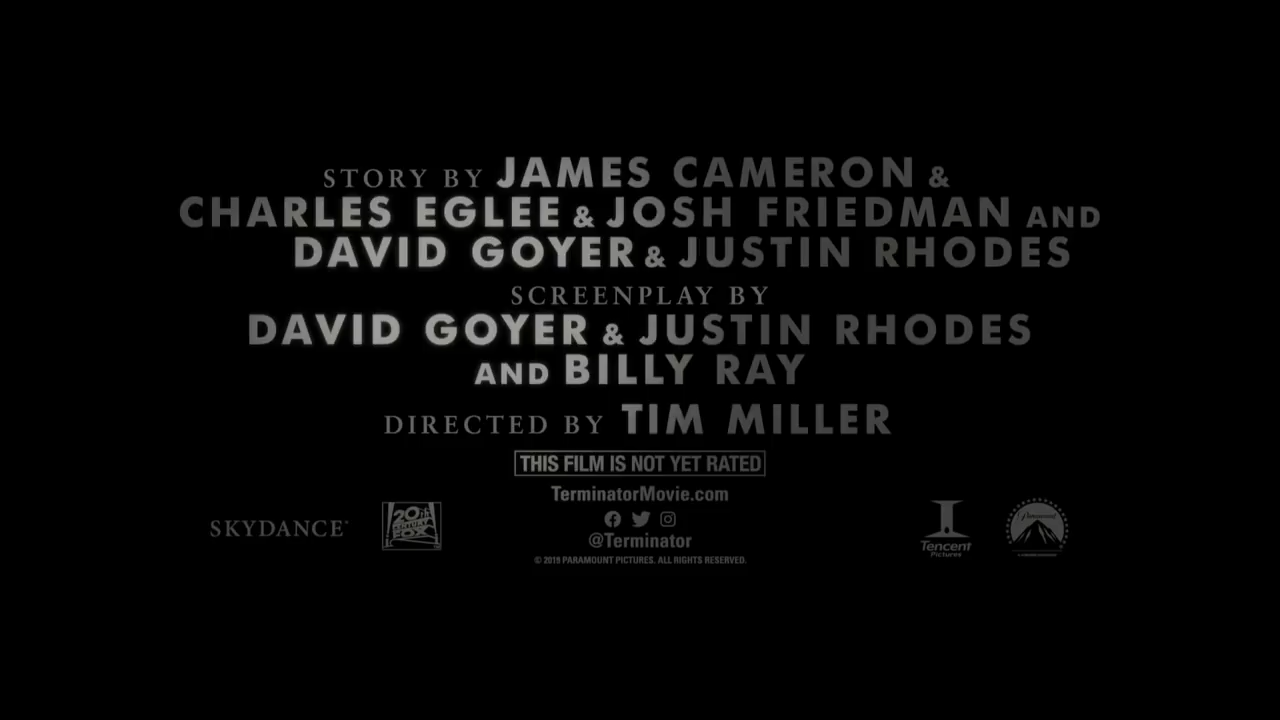 STORY BY JAMES CAMERON &
CHARLES EGLEE & JOSH FRIEDMAN AND
DAVID GOYER & JUSTIN RHODES
SCREENPLAY BY
DAVID GOYER & JUSTIN RHODES
AND BILLY RAY
DIRECTED BY TIM MILLER
THIS FILM IS NOT YET RATED
TerminatorMovie.com
@Terminator
© 2019 PARAMOUNT PICTURES. ALL RIGHTS RESERVED.
SKYDANCE
20th
CENTURY
FOX
Tencent
Pictures
Paramount